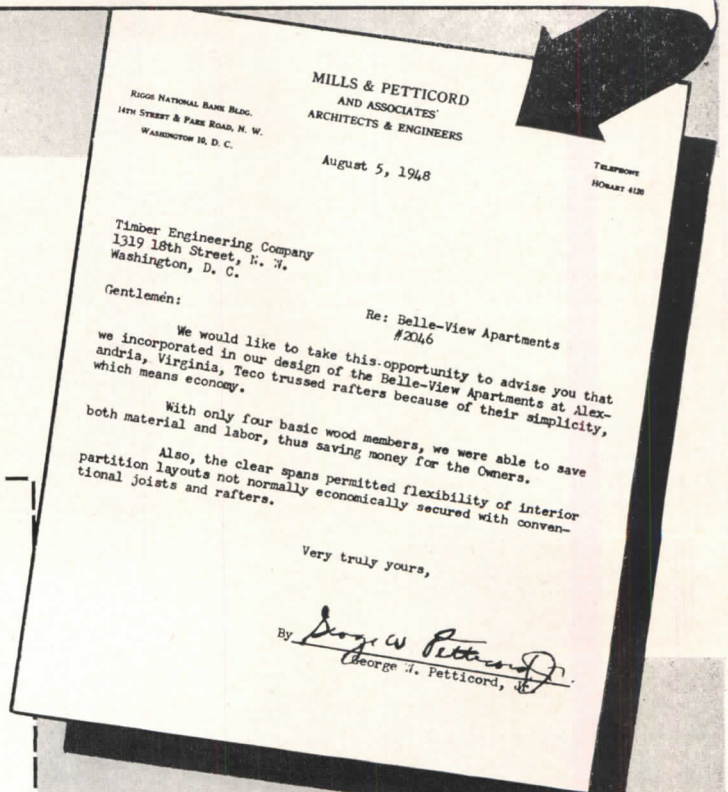 MILLS & PETTICORD
AND ASSOCIATES'
ARCHITECTS & ENGINEERS
RIGGS NATIONAL BANK BLDG.
14TH STREET & PARK ROAD, N. W.
WASHINGTON 10, D. C.
TELEPHONE
HOBART 4120
August 5, 1948
Timber Engineering Company
1319 18th Street, N. W.
Washington, D. C.
Gentlemen:
Re: Belle-View Apartments
#2046
We would like to take this opportunity to advise you that
we incorporated in our design of the Belle-View Apartments at Alex-
andria, Virginia, Teco trussed rafters because of their simplicity,
which means economy.
With only four basic wood members, we were able to save
both material and labor, thus saving money for the Owners.
Also, the clear spans permitted flexibility of interior
partition layouts not normally economically secured with conven-
tional joists and rafters.
Very truly yours,
By George W Petticord Jr.
George W. Petticord, Jr.